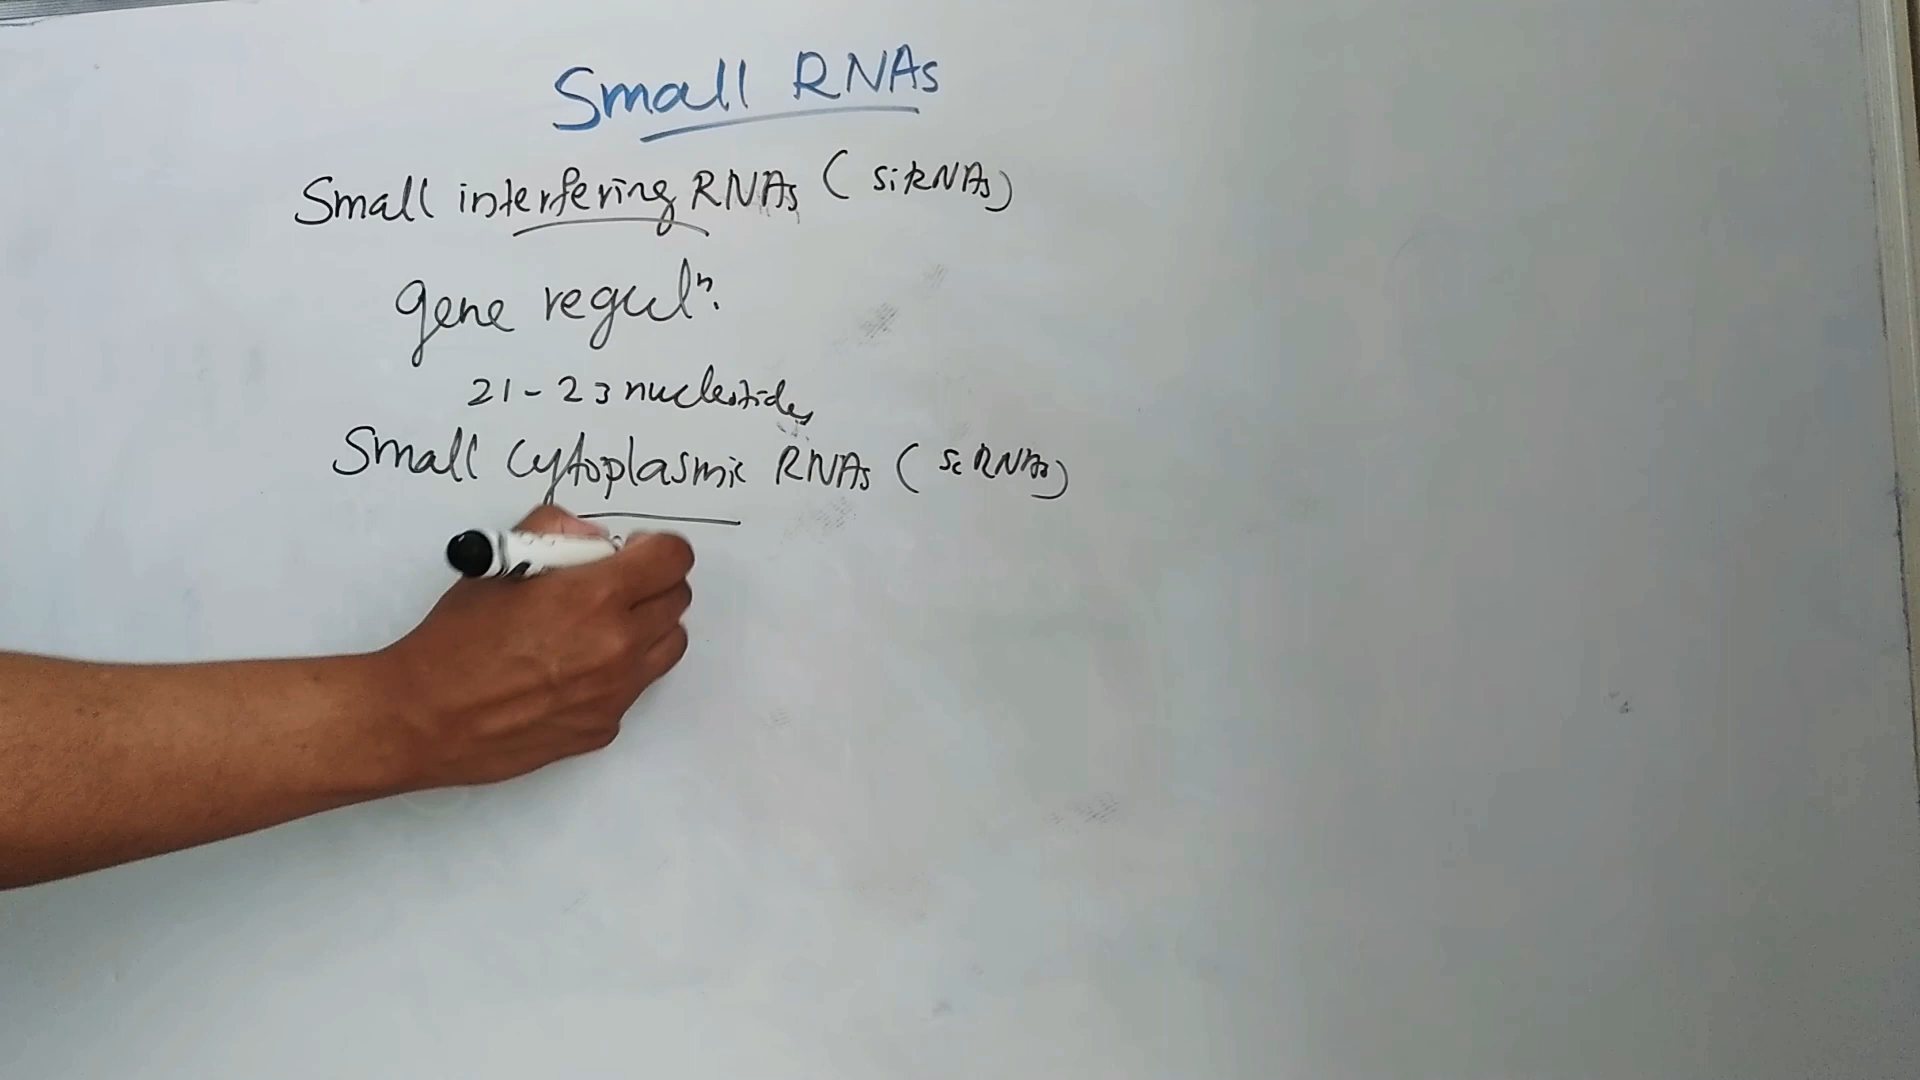 Small RNAs
Small interfering RNAs (siRNAs)
gene regulⁿ.
21-23 nucleotides
Small cytoplasmic RNAs (scRNAs)